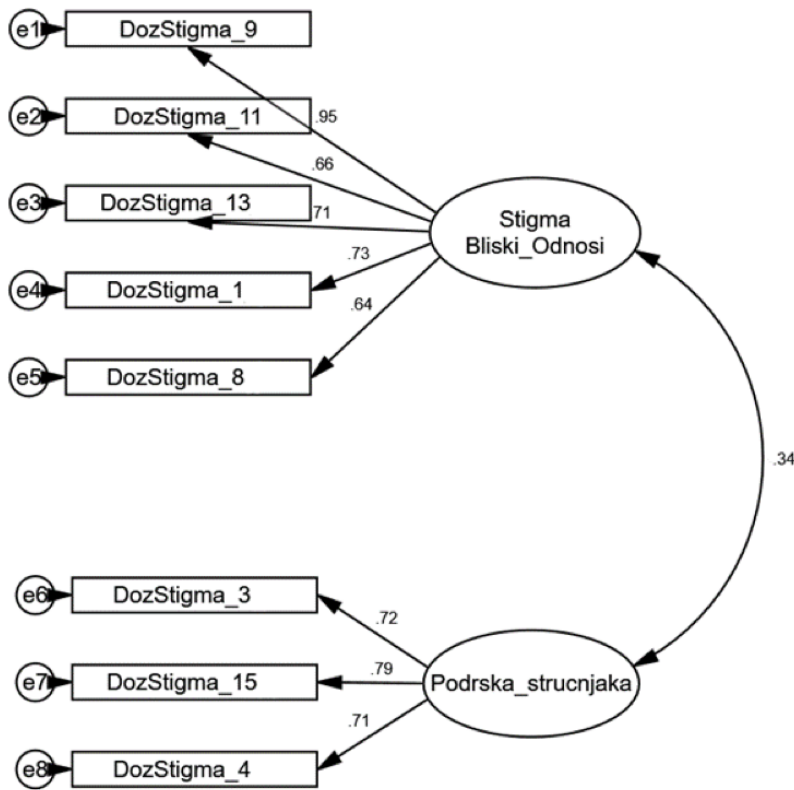 e1
DozStigma_9
e2
DozStigma_11
.95
.66
e3
DozStigma_13
.71
Stigma
Bliski_Odnosi
.73
e4
DozStigma_1
.64
e5
DozStigma_8
.34
e6
DozStigma_3
.72
e7
DozStigma_15
.79
Podrska_strucnjaka
.71
e8
DozStigma_4